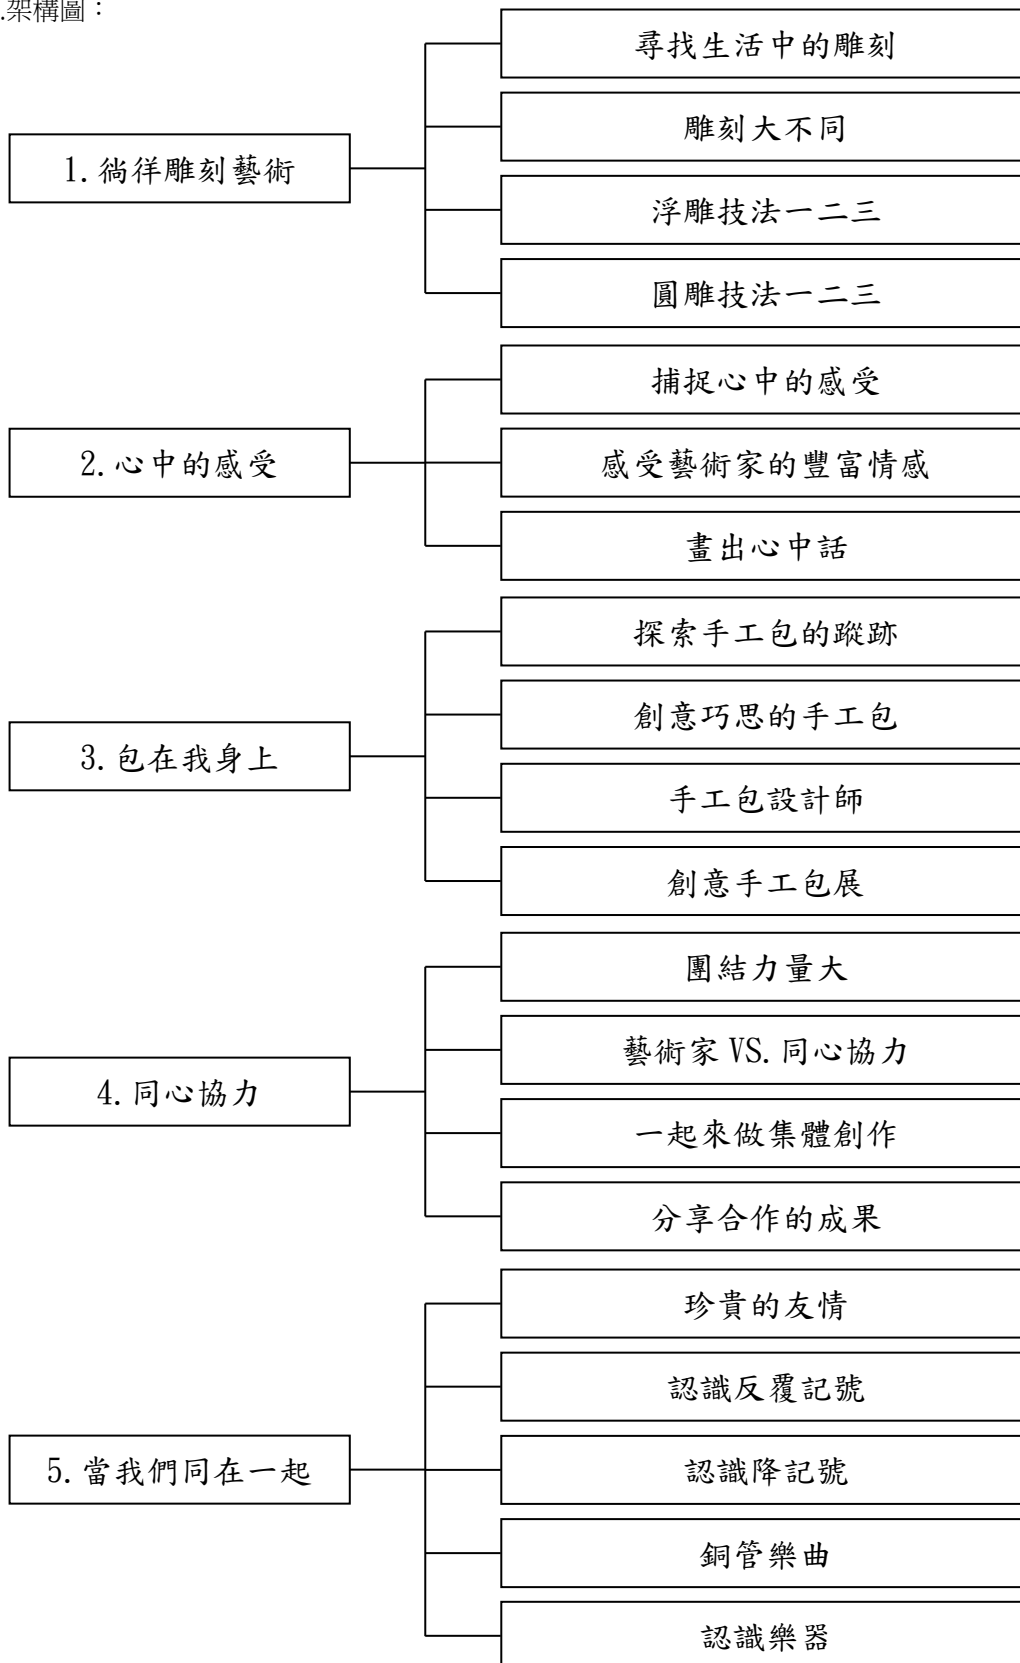 .架構圖：
1.徜徉雕刻藝術
尋找生活中的雕刻
雕刻大不同
浮雕技法一二三
圓雕技法一二三
2.心中的感受
捕捉心中的感受
感受藝術家的豐富情感
畫出心中話
3.包在我身上
探索手工包的蹤跡
創意巧思的手工包
手工包設計師
創意手工包展
4.同心協力
團結力量大
藝術家 VS.同心協力
一起來做集體創作
分享合作的成果
5.當我們同在一起
珍貴的友情
認識反覆記號
認識降記號
銅管樂曲
認識樂器